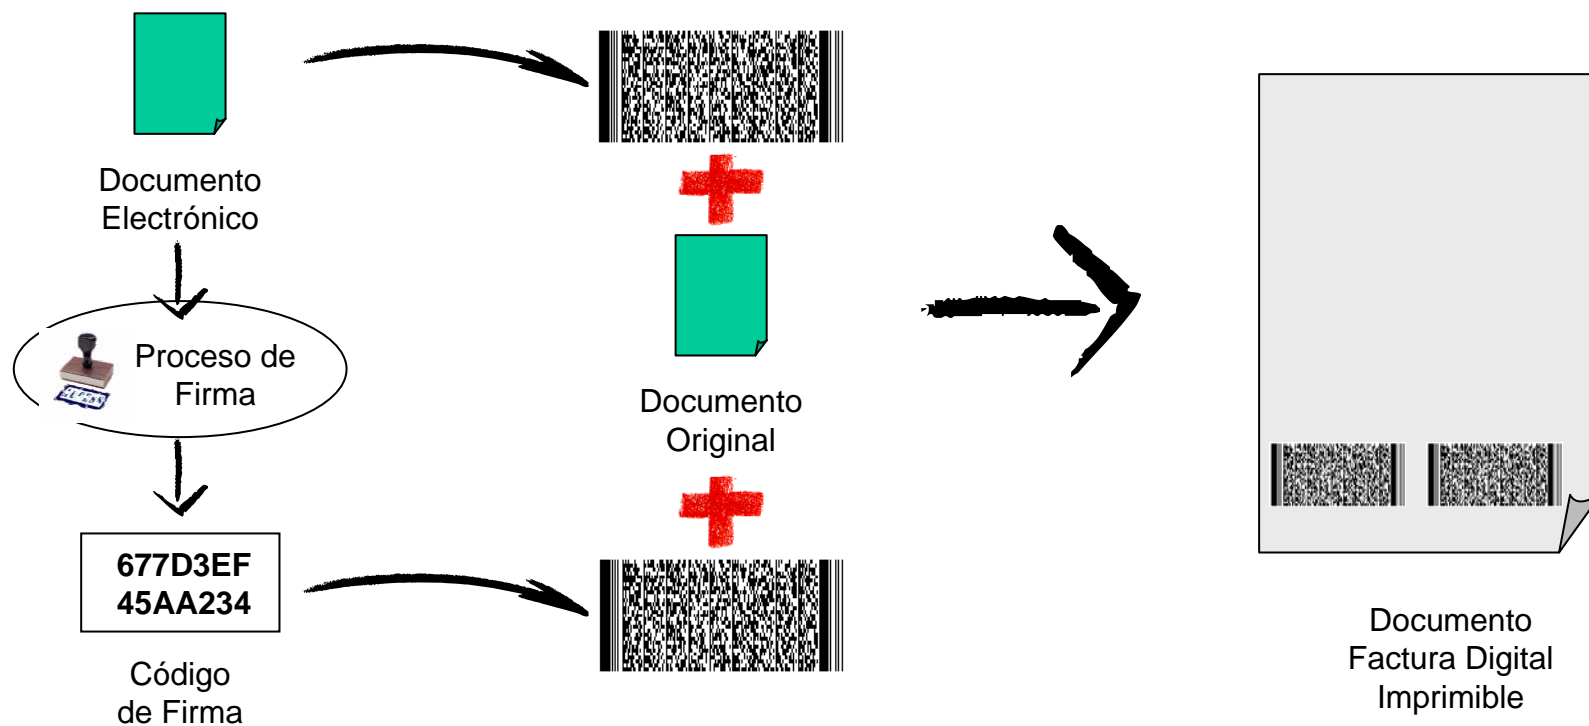 Documento
Electrónico
Proceso de
Firma
677D3EF
45AA234
Código
de Firma
Documento
Original
Documento
Factura Digital
Imprimible